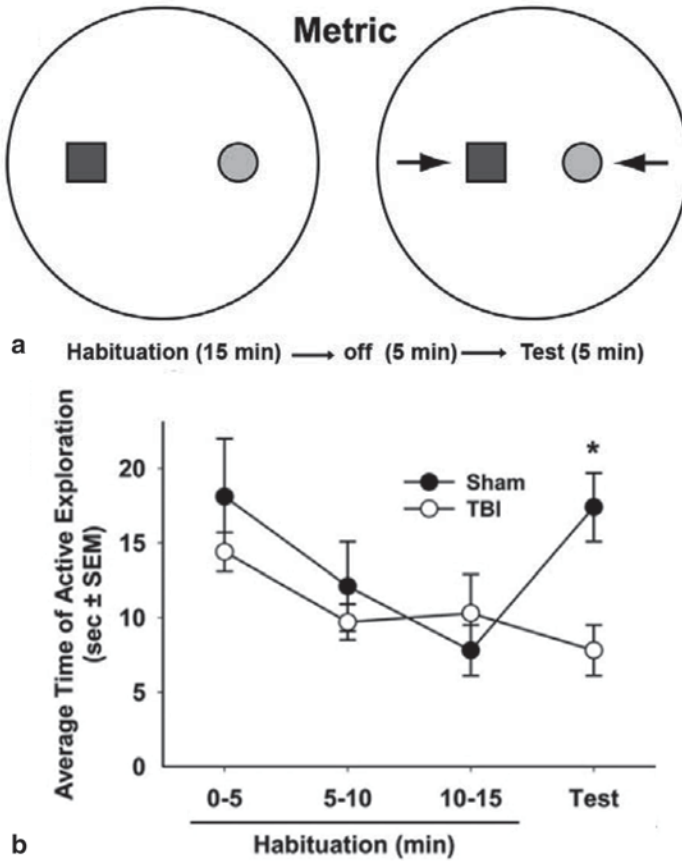 Metric
a
Habituation (15 min) → off (5 min) → Test (5 min)
Average Time of Active Exploration
(sec ± SEM)
20
15
10
5
0
*
Sham
TBI
0-5 5-10 10-15 Test
Habituation (min)
b